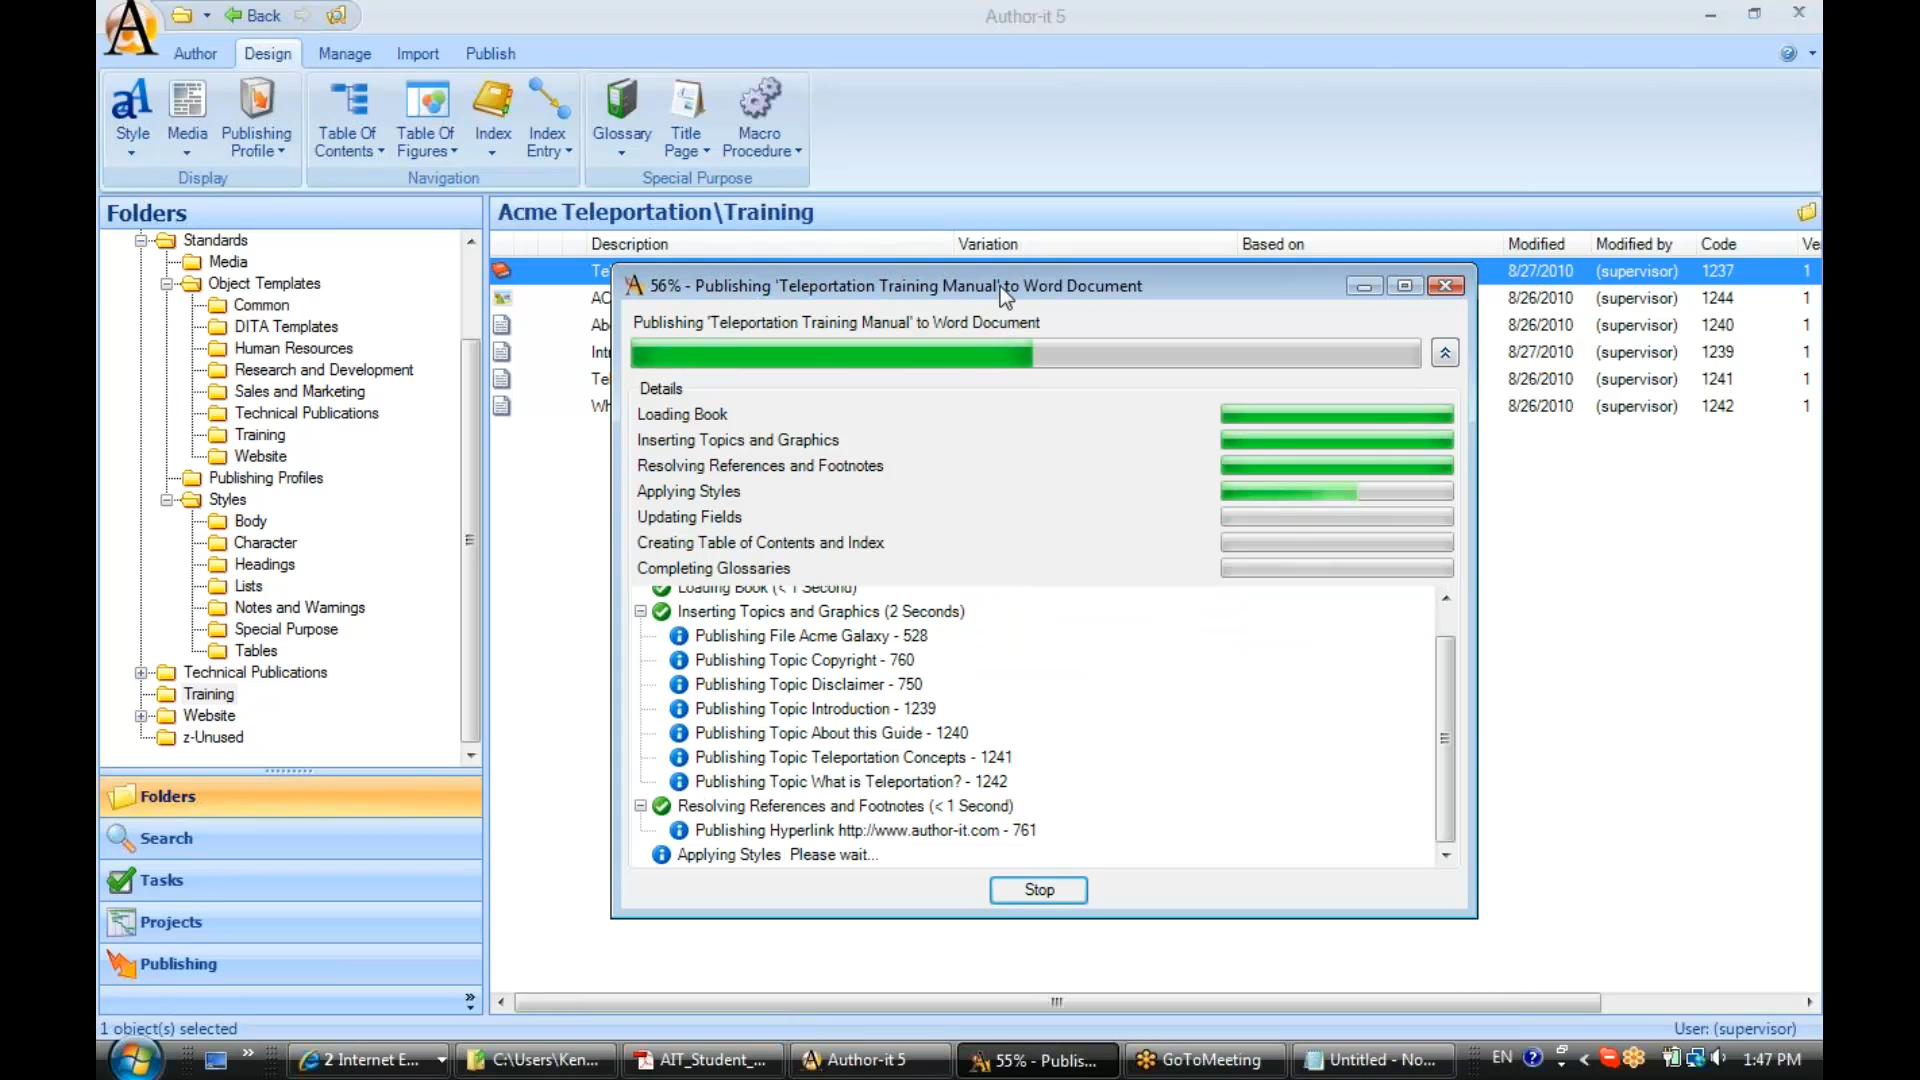 Back
Author-it 5
Author Design Manage Import Publish
Style Media Publishing Profile
Table Of Contents Table Of Figures Index Index Entry
Glossary Title Page Macro Procedure
Display Navigation Special Purpose
Folders
Standards
Media
Object Templates
Common
DITA Templates
Human Resources
Research and Development
Sales and Marketing
Technical Publications
Training
Website
Publishing Profiles
Styles
Body
Character
Headings
Lists
Notes and Warnings
Special Purpose
Tables
Technical Publications
Training
Website
z-Unused
Folders
Search
Tasks
Projects
Publishing
Acme Teleportation\Training
Description Variation Based on Modified Modified by Code Ve
Te 8/27/2010 (supervisor) 1237 1
AC 8/26/2010 (supervisor) 1244 1
Ab 8/26/2010 (supervisor) 1240 1
Int 8/27/2010 (supervisor) 1239 1
Tel 8/26/2010 (supervisor) 1241 1
Wh 8/26/2010 (supervisor) 1242 1
56% - Publishing 'Teleportation Training Manual' to Word Document
Publishing 'Teleportation Training Manual' to Word Document
Details
Loading Book
Inserting Topics and Graphics
Resolving References and Footnotes
Applying Styles
Updating Fields
Creating Table of Contents and Index
Completing Glossaries
Loading Book (< 1 Second)
Inserting Topics and Graphics (2 Seconds)
Publishing File Acme Galaxy - 528
Publishing Topic Copyright - 760
Publishing Topic Disclaimer - 750
Publishing Topic Introduction - 1239
Publishing Topic About this Guide - 1240
Publishing Topic Teleportation Concepts - 1241
Publishing Topic What is Teleportation? - 1242
Resolving References and Footnotes (< 1 Second)
Publishing Hyperlink http://www.author-it.com - 761
Applying Styles Please wait...
Stop
1 object(s) selected
User: (supervisor)
2 Internet E... C:\Users\Ken... AIT_Student_... Author-it 5 55% - Publis... GoToMeeting Untitled - No... EN 1:47 PM